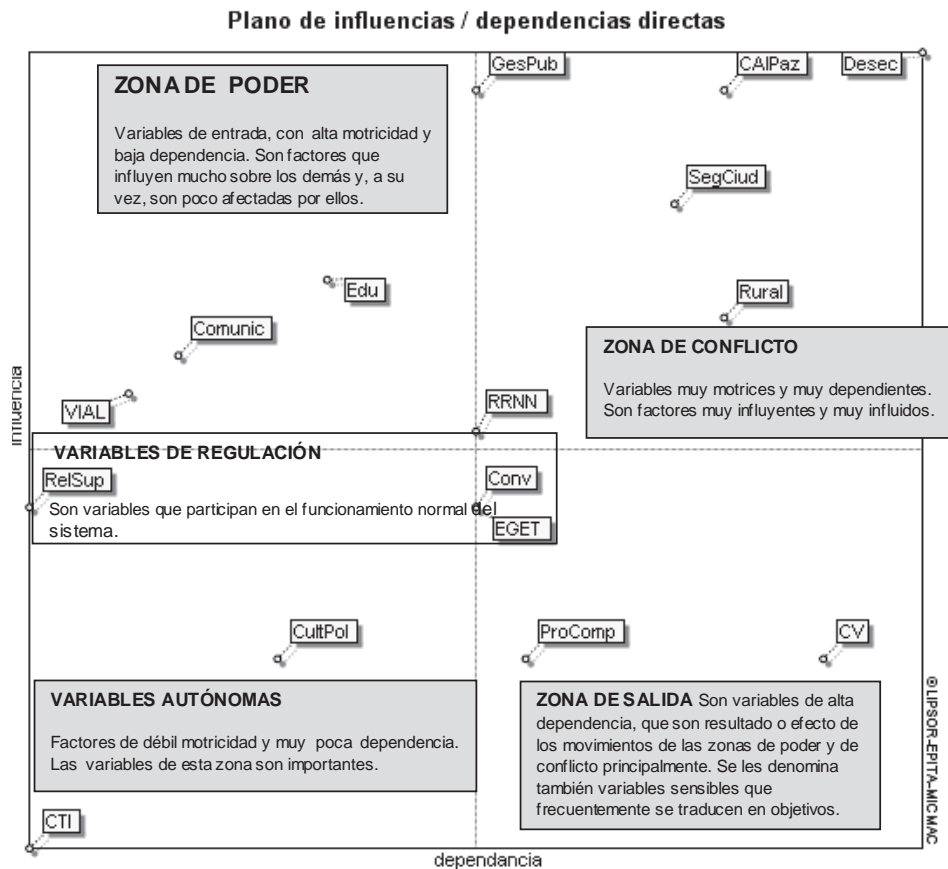 Plano de influencias / dependencias directas
GesPub
CAIPaz
Desec
ZONA DE PODER
Variables de entrada, con alta motricidad y
baja dependencia. Son factores que
influyen mucho sobre los demás y, a su
vez, son poco afectadas por ellos.
SegCiud
Edu
Rural
Comunic
ZONA DE CONFLICTO
Variables muy motrices y muy dependientes.
Son factores muy influyentes y muy influidos.
influencia
VIAL
RRNN
VARIABLES DE REGULACIÓN
RelSup
Conv
Son variables que participan en el funcionamiento normal del
sistema.
EGET
CultPol
ProComp
CV
VARIABLES AUTÓNOMAS
Factores de débil motricidad y muy poca dependencia.
Las variables de esta zona son importantes.
ZONA DE SALIDA Son variables de alta
dependencia, que son resultado o efecto de
los movimientos de las zonas de poder y de
conflicto principalmente. Se les denomina
también variables sensibles que
frecuentemente se traducen en objetivos.
CTI
dependancia
© LIPSOR-EPITA-MICMAC